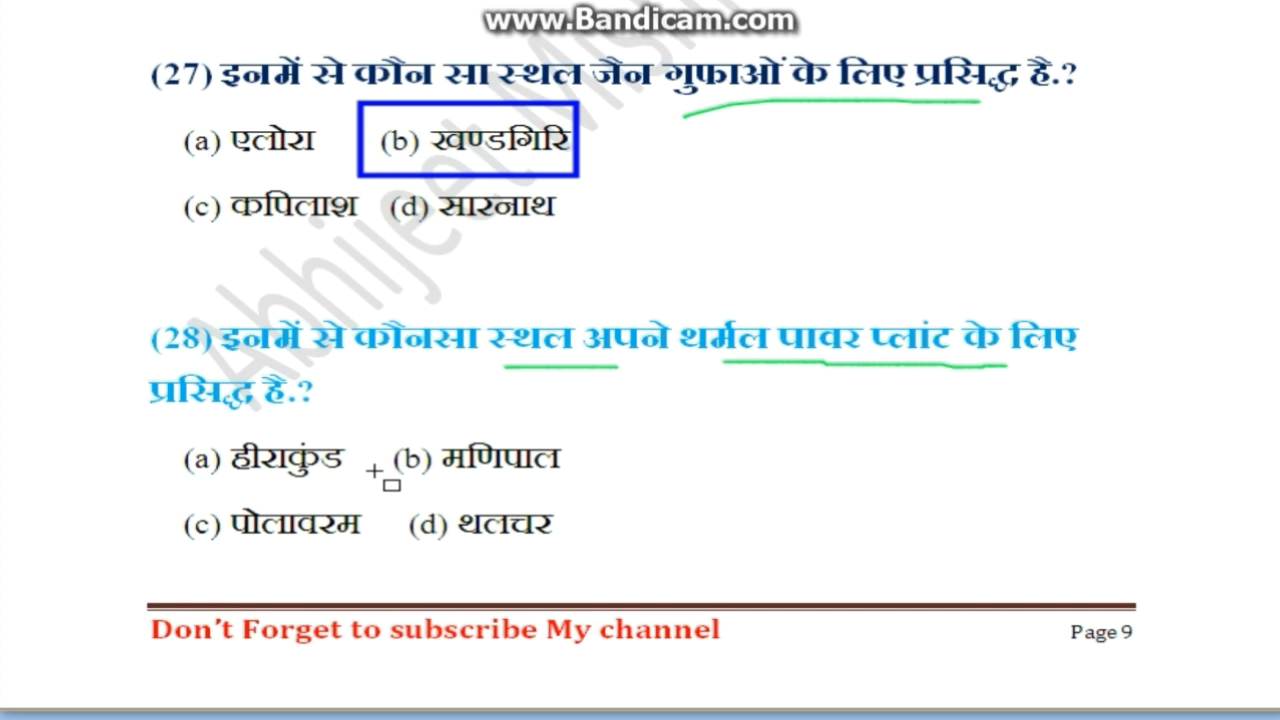 www.Bandicam.com
(27) इनमें से कौन सा स्थल जैन गुफाओं के लिए प्रसिद्ध है.?
(a) एलोरा (b) खण्डगिरि
(c) कपिलाश (d) सारनाथ
Abhijeet
(28) इनमें से कौनसा स्थल अपने थर्मल पावर प्लांट के लिए
प्रसिद्ध है.?
(a) हीराकुंड (b) मणिपाल
(c) पोलावरम (d) थलचर
Don't Forget to subscribe My channel Page 9